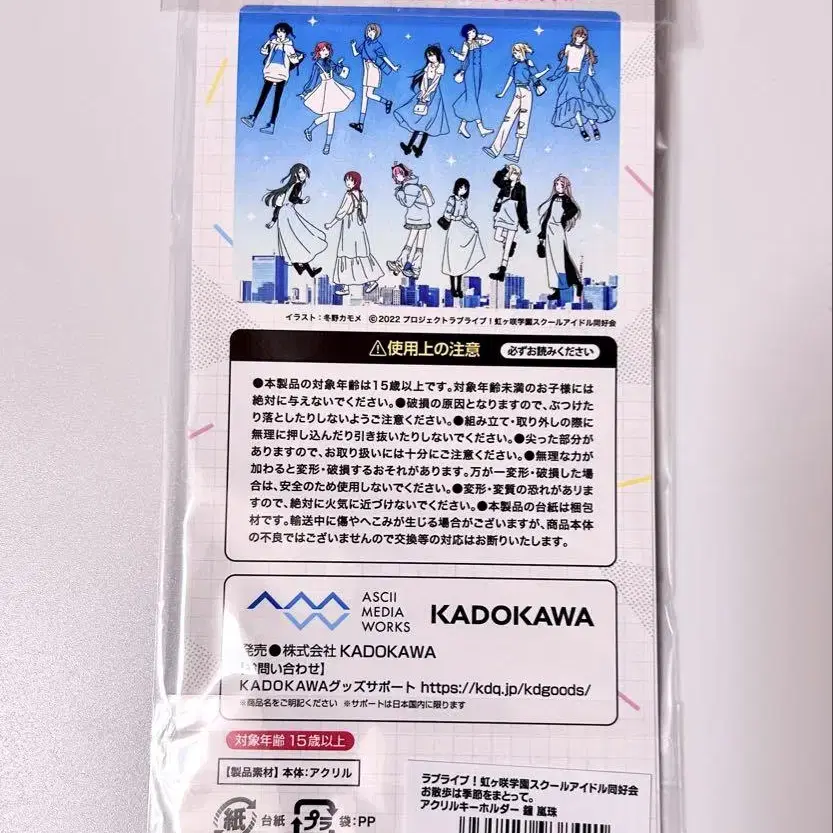 イラスト：冬野カモメ ©2022 プロジェクトラブライブ！虹ヶ咲学園スクールアイドル同好会
⚠使用上の注意 必ずお読みください
●本製品の対象年齢は15歳以上です。対象年齢未満のお子様には
絶対に与えないでください。●破損の原因となりますので、ぶつけた
り落としたりしないようご注意ください。●組み立て・取り外しの際に
無理に押し込んだり引き抜いたりしないでください。●尖った部分が
ありますので、お取り扱いには十分にご注意ください。●無理な力が
加わると変形・破損するおそれがあります。万が一変形・破損した場
合は、安全のため使用しないでください。●変形・変質の恐れがありま
すので、絶対に火気に近づけないでください。●本製品の台紙は梱包
材です。輸送中に傷やへこみが生じる場合がございますが、商品本体
の不良ではございませんので交換等の対応はお断りいたします。
ASCII
MEDIA
WORKS
KADOKAWA
発売●株式会社 KADOKAWA
【お問い合わせ】
KADOKAWAグッズサポート https://kdq.jp/kdgoods/
※商品名をご明記ください ※サポートは日本国内に限ります
対象年齢 15歳以上
【製品素材】本体：アクリル
紙 台紙 プラ 袋：PP
ラブライブ！虹ヶ咲学園スクールアイドル同好会
お散歩は季節をまとって。
アクリルキーホルダー 鐘 嵐珠